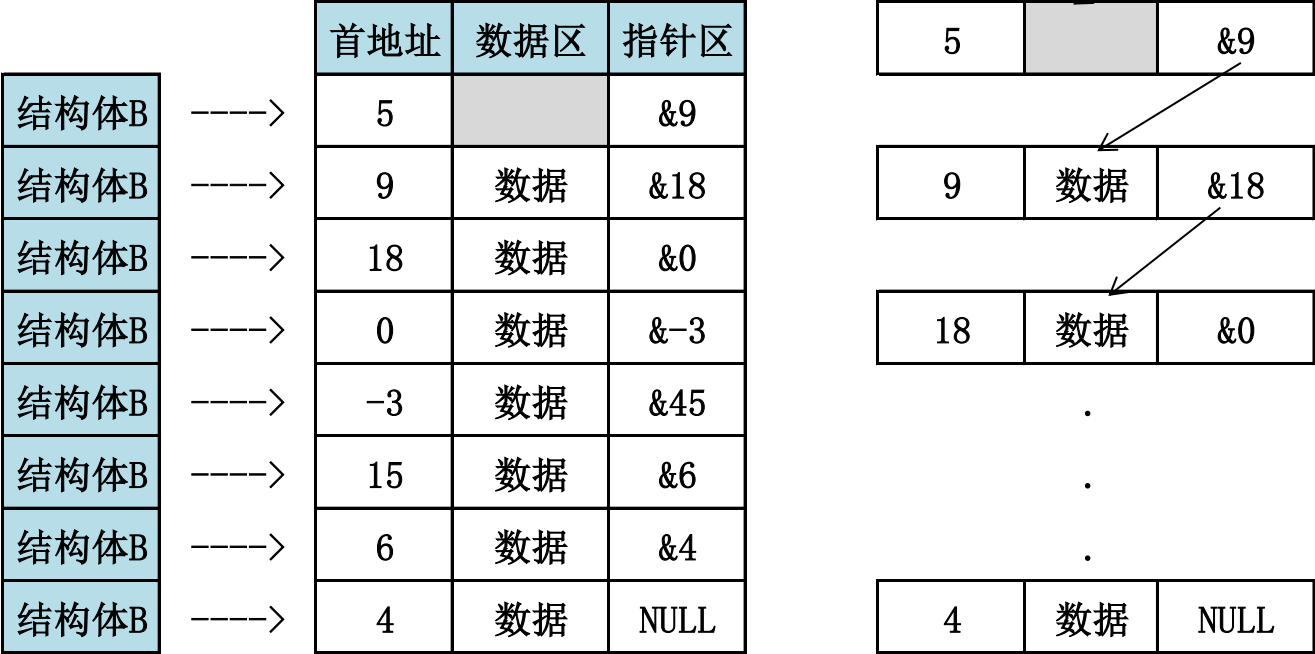 首地址 数据区 指针区 5 &9
结构体B ----> 5 &9
结构体B ----> 9 数据 &18 9 数据 &18
结构体B ----> 18 数据 &0
结构体B ----> 0 数据 &-3 18 数据 &0
结构体B ----> -3 数据 &45 .
结构体B ----> 15 数据 &6 .
结构体B ----> 6 数据 &4 .
结构体B ----> 4 数据 NULL 4 数据 NULL